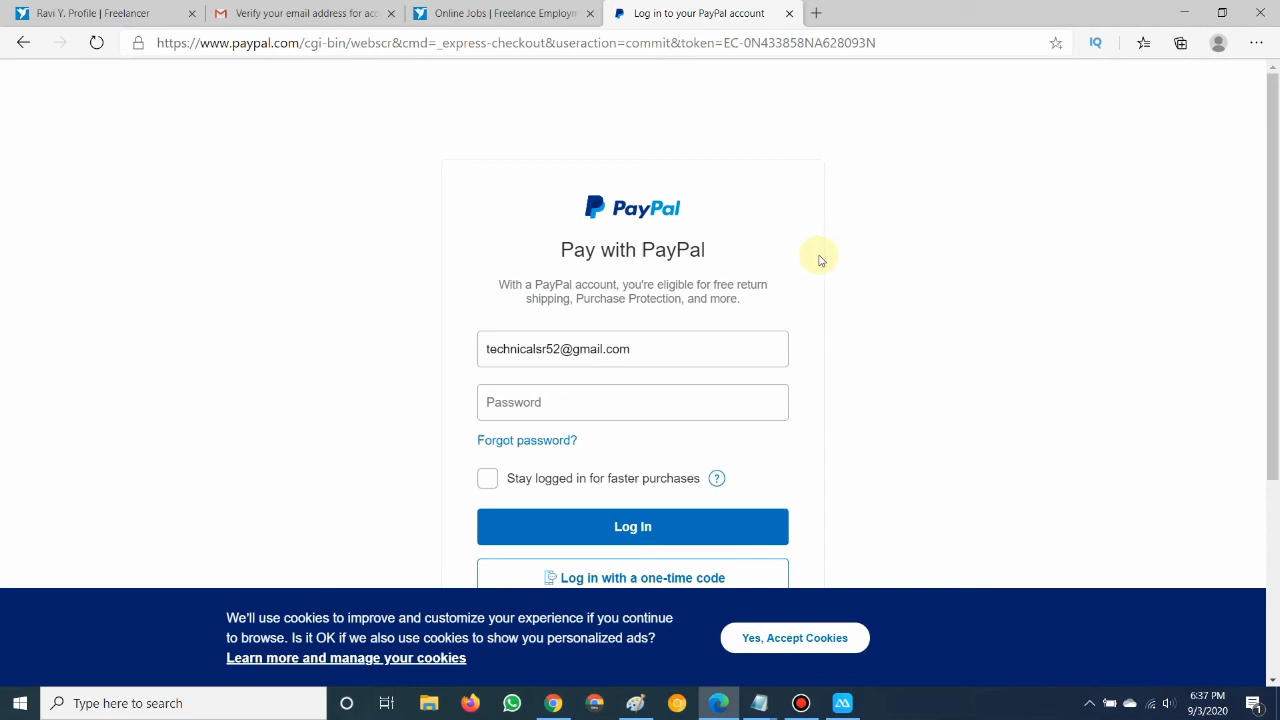 Ravi Y. Profile | Freelancer
Verify your email address for acc
Online Jobs | Freelance Employm
Log in to your PayPal account
https://www.paypal.com/cgi-bin/webscr&cmd=_express-checkout&useraction=commit&token=EC-0N433858NA628093N
IQ
PayPal
Pay with PayPal
With a PayPal account, you're eligible for free return
shipping, Purchase Protection, and more.
technicalsr52@gmail.com
Password
Forgot password?
Stay logged in for faster purchases ?
Log In
Log in with a one-time code
We'll use cookies to improve and customize your experience if you continue
to browse. Is it OK if we also use cookies to show you personalized ads?
Learn more and manage your cookies
Yes, Accept Cookies
Type here to search
6:37 PM
9/3/2020
1